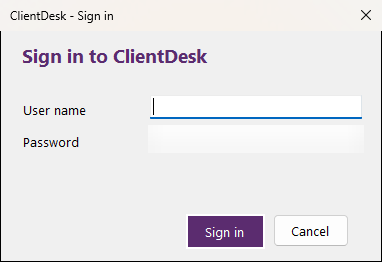 ClientDesk - Sign in
Sign in to ClientDesk
User name
Password
Sign in
Cancel